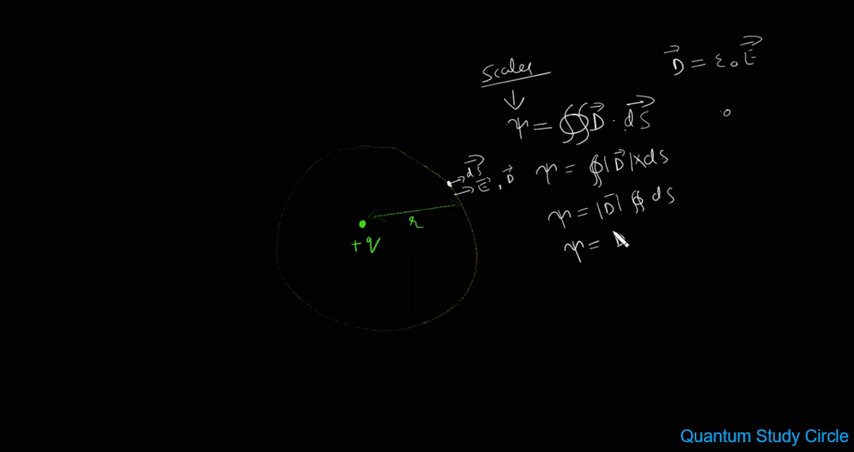 Scaler
D⃗ = ε₀E⃗
ψ = ∯D⃗ · dS⃗
dS⃗
E⃗, D⃗
ψ = ∮|D⃗|×ds
ψ = |D⃗| ∯ ds
r
+q
ψ =
Quantum Study Circle